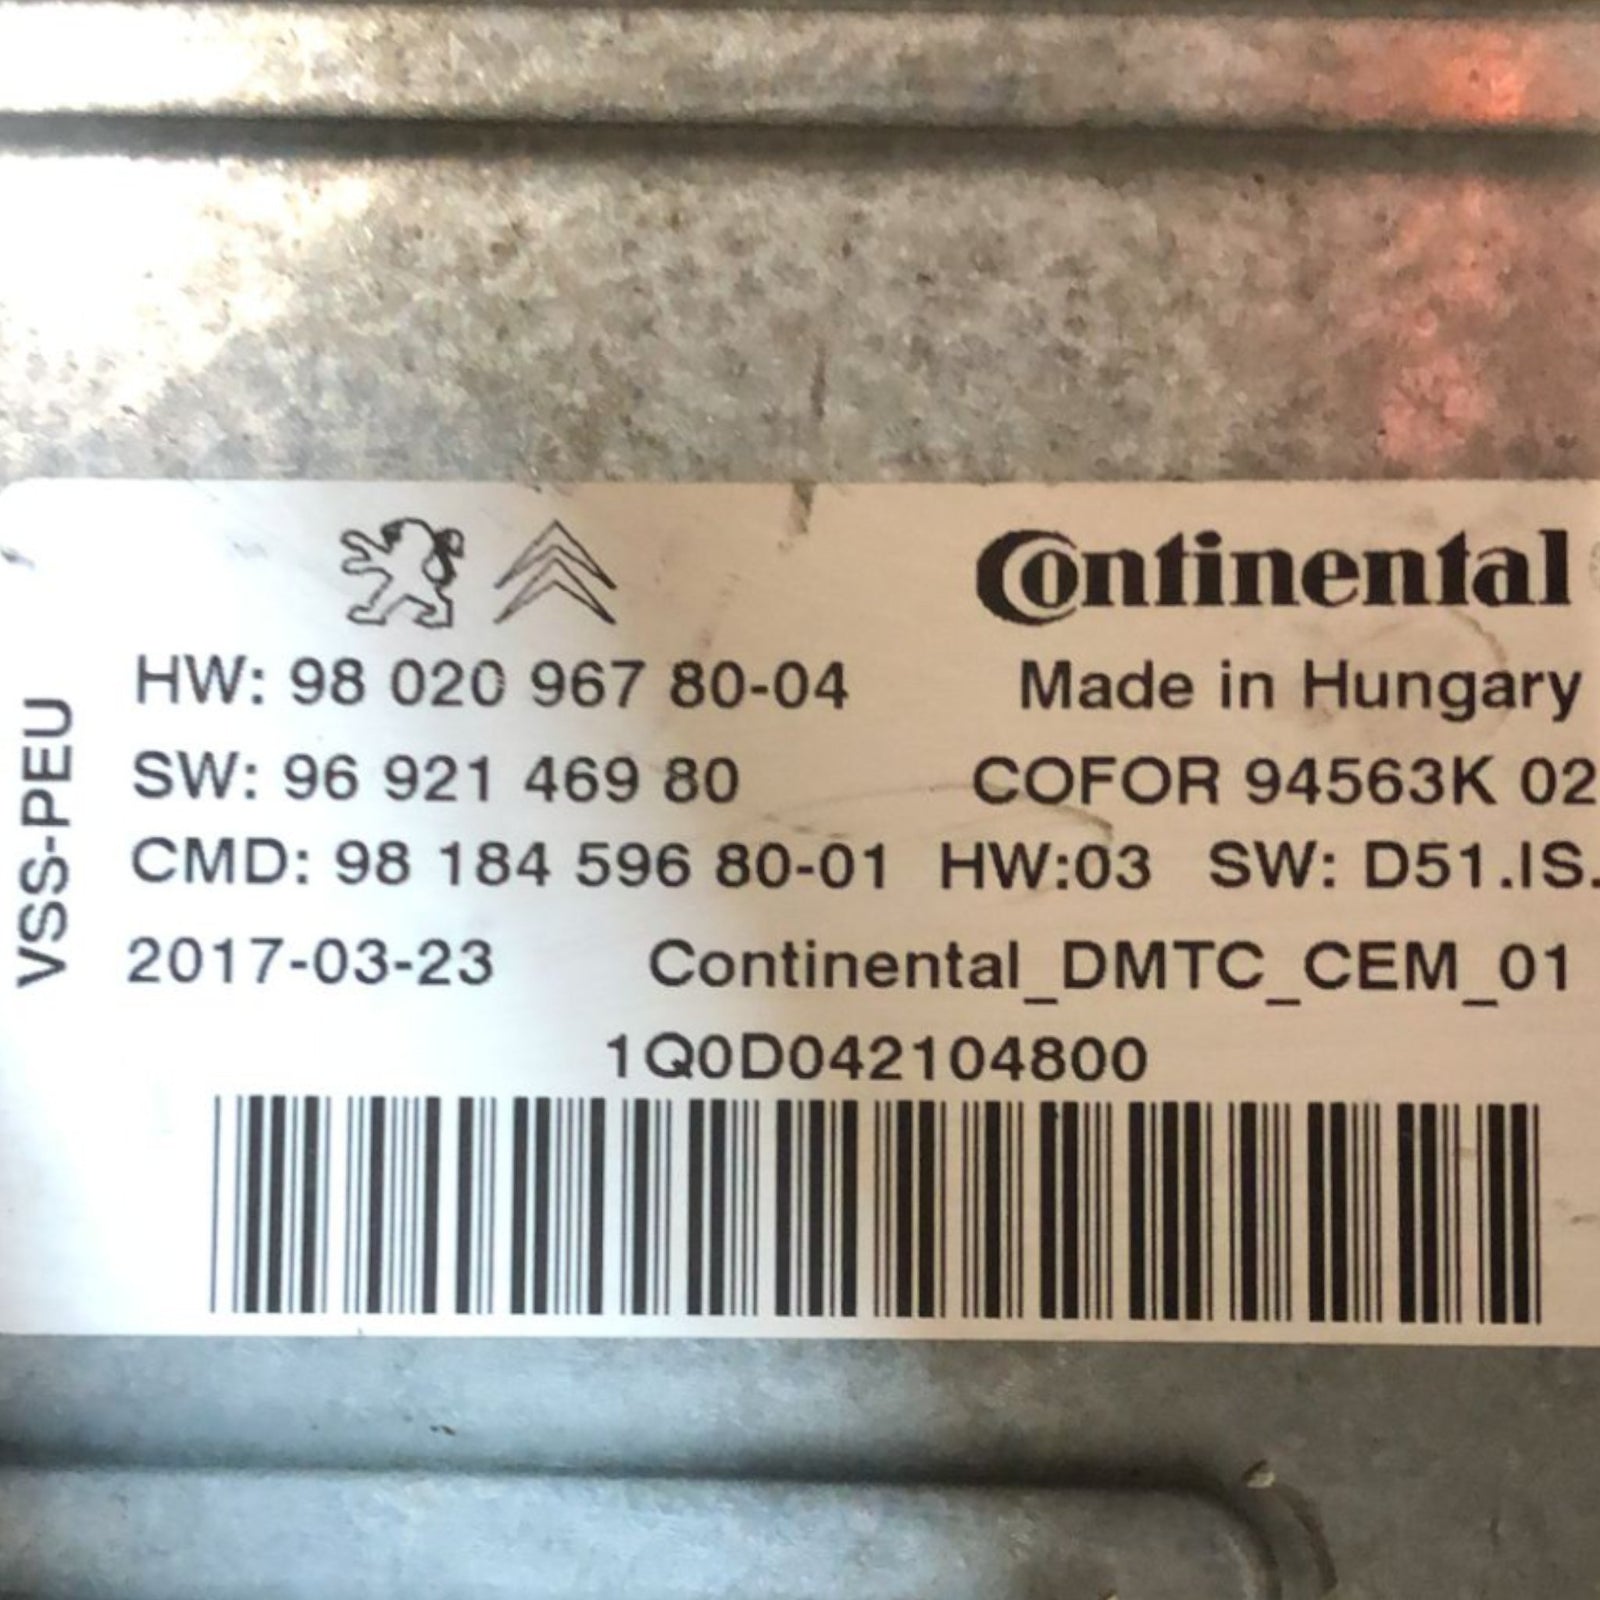 Continental
HW: 98 020 967 80-04 Made in Hungary
SW: 96 921 469 80 COFOR 94563K 02
CMD: 98 184 596 80-01 HW:03 SW: D51.IS.
2017-03-23 Continental_DMTC_CEM_01
1Q0D042104800
VSS-PEU